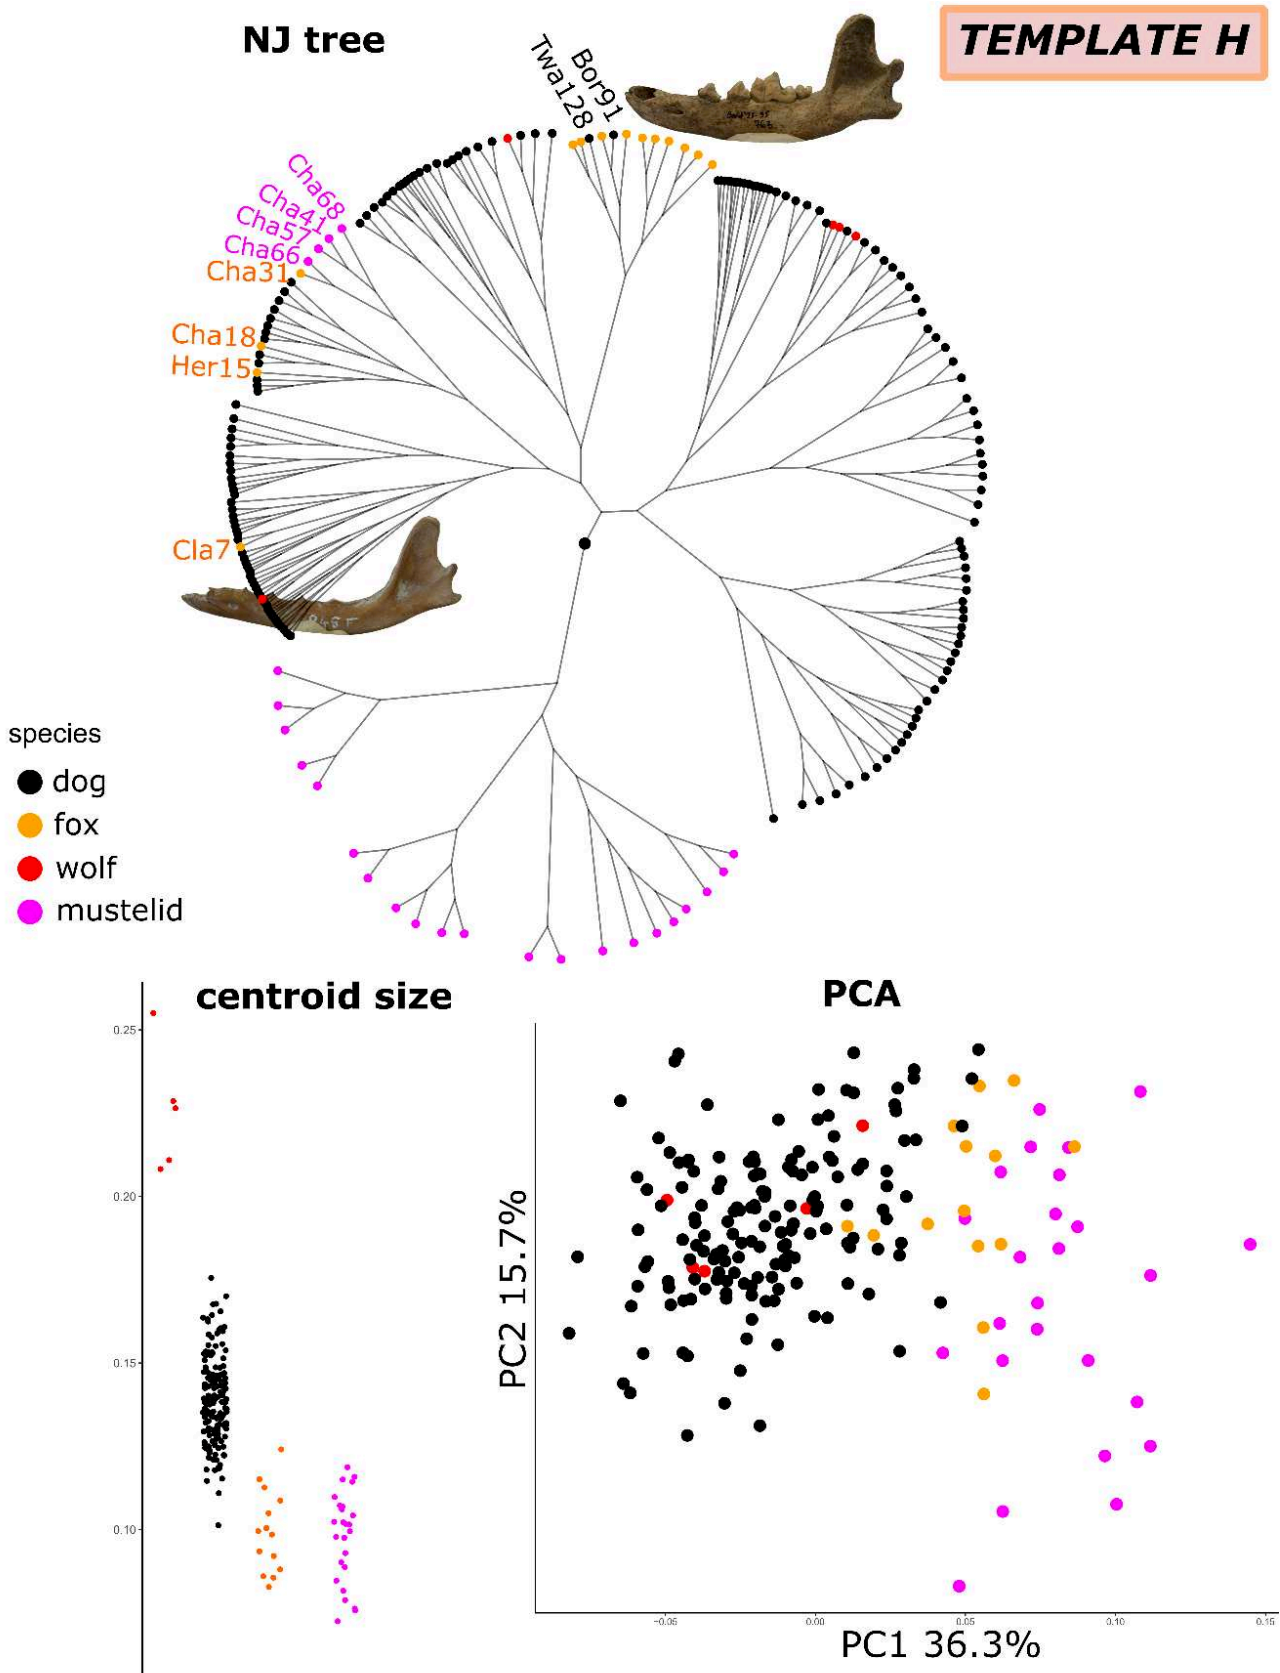 NJ tree
TEMPLATE H
Twa128
Bor91
Cha68
Cha41
Cha57
Cha66
Cha31
Cha18
Her15
Cla7
species
dog
fox
wolf
mustelid
centroid size
0.25
0.20
0.15
0.10
PCA
PC2 15.7%
−0.05
0.00
0.05
0.10
0.15
PC1 36.3%